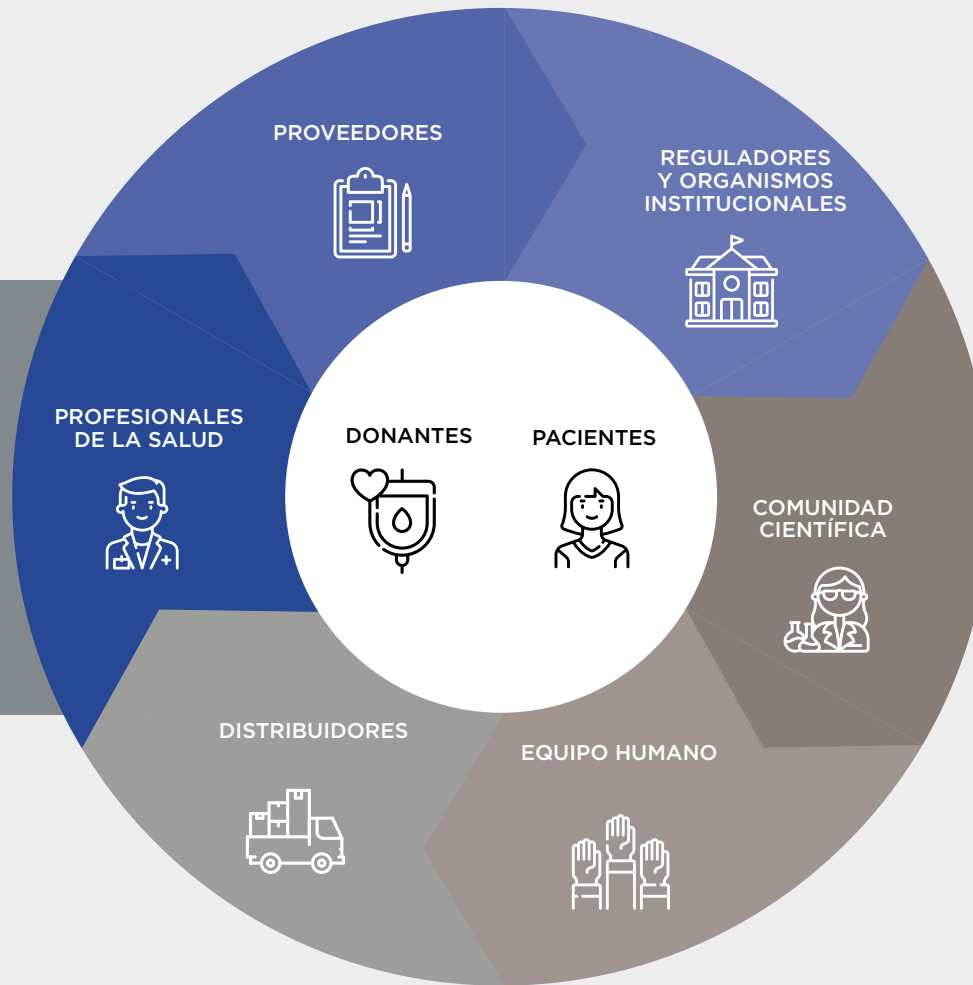 PROVEEDORES
REGULADORES
Y ORGANISMOS
INSTITUCIONALES
PROFESIONALES
DE LA SALUD
DONANTES
PACIENTES
COMUNIDAD
CIENTÍFICA
DISTRIBUIDORES
EQUIPO HUMANO